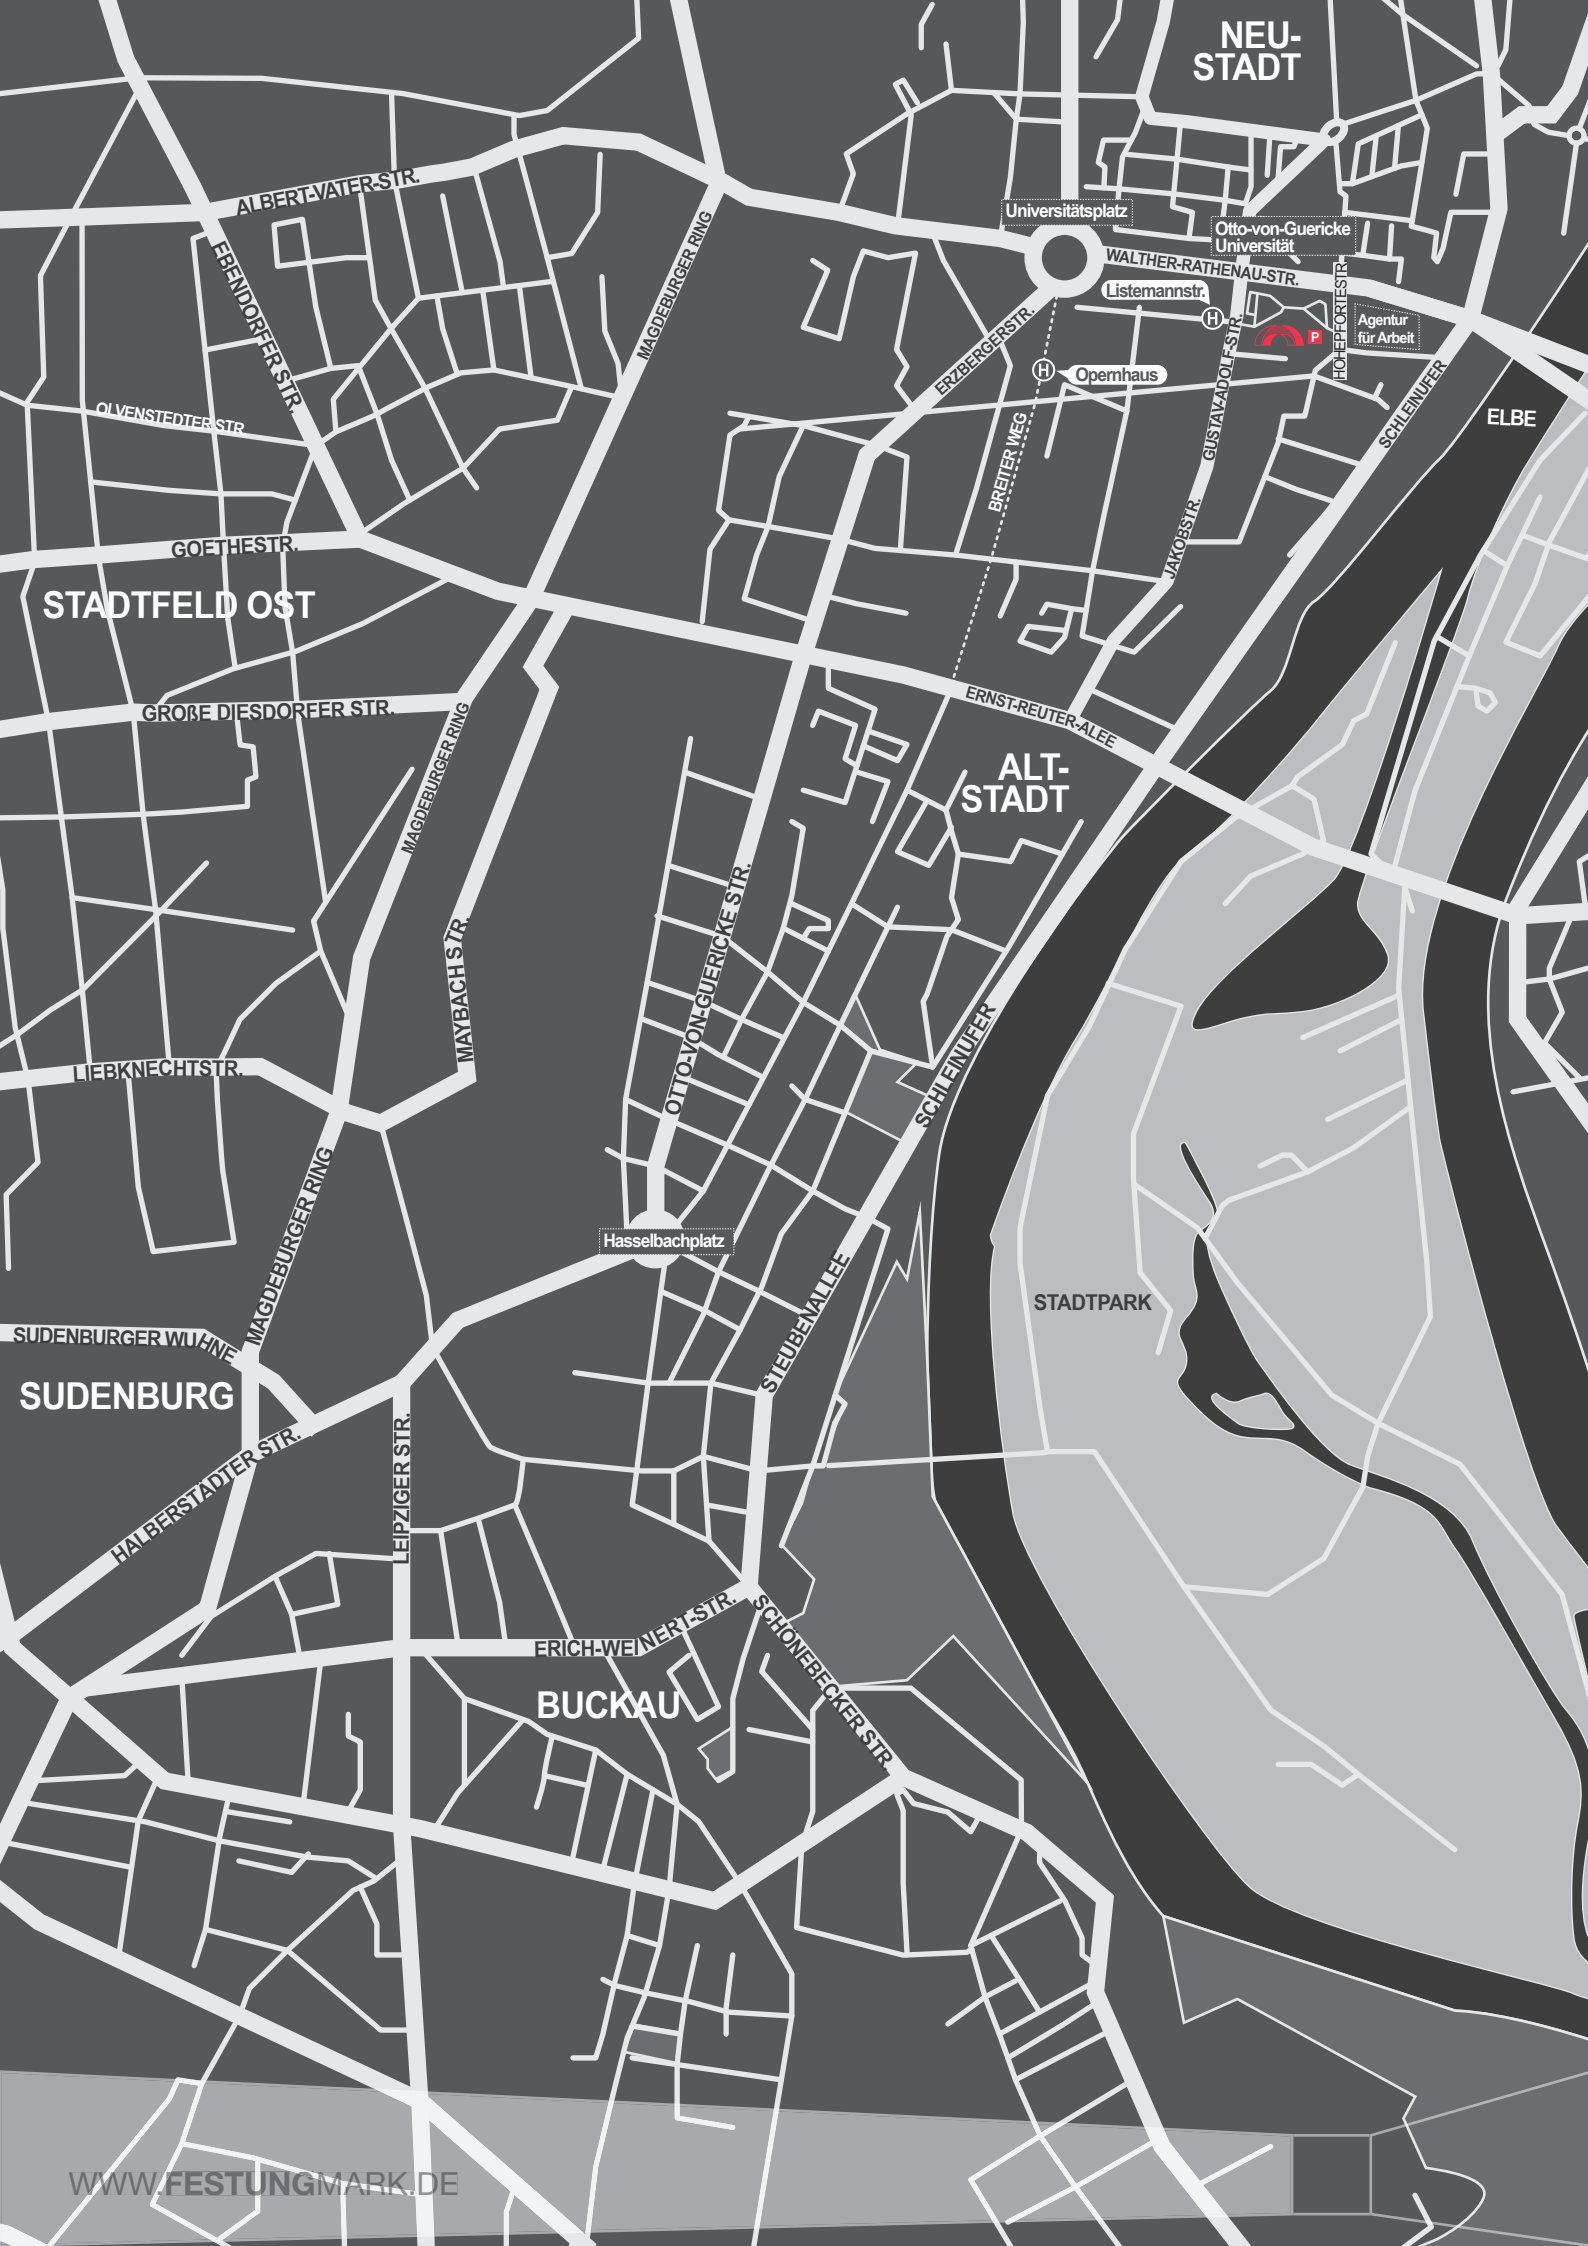 NEU-
STADT
ALBERT-VATER-STR.
Universitätsplatz
Otto-von-Guericke
Universität
EBENDORFER STR.
MAGDEBURGER RING
WALTHER-RATHENAU-STR.
Listemannstr.
H
HOHEPFORTESTR.
Agentur
für Arbeit
P
ERZBERGERSTR.
GUSTAV-ADOLF-STR.
H
Opernhaus
SCHLEINUFER
ELBE
OLVENSTEDTER STR.
BREITER WEG
JAKOBSTR.
GOETHESTR.
STADTFELD OST
GROßE DIESDORFER STR.
MAGDEBURGER RING
ERNST-REUTER-ALEE
ALT-
STADT
OTTO-VON-GUERICKE STR.
MAYBACH STR.
SCHLEINUFER
LIEBKNECHTSTR.
MAGDEBURGER RING
Hasselbachplatz
STEUBENALLEE
STADTPARK
SUDENBURGER WUHNE
SUDENBURG
HALBERSTÄDTER STR.
LEIPZIGER STR.
ERICH-WEINERT-STR.
SCHÖNEBECKER STR.
BUCKAU
WWW.FESTUNGMARK.DE